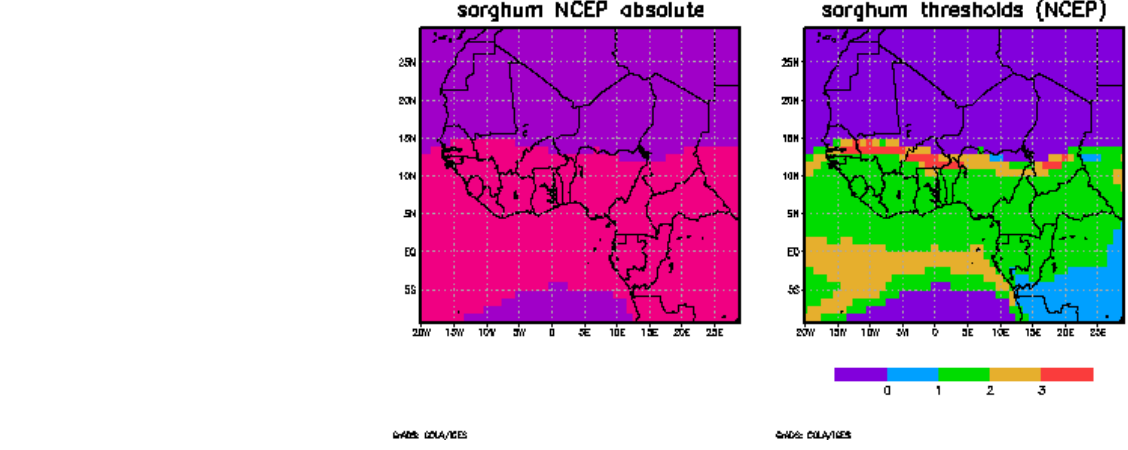 sorghum NCEP absolute
25N
20N
15N
10N
5N
EQ
5S
20W 15W 10W 5W 0 5E 10E 15E 20E 25E
sorghum thresholds (NCEP)
25N
20N
15N
10N
5N
EQ
5S
20W 15W 10W 5W 0 5E 10E 15E 20E 25E
0 1 2 3
GrADS: COLA/IGES
GrADS: COLA/IGES